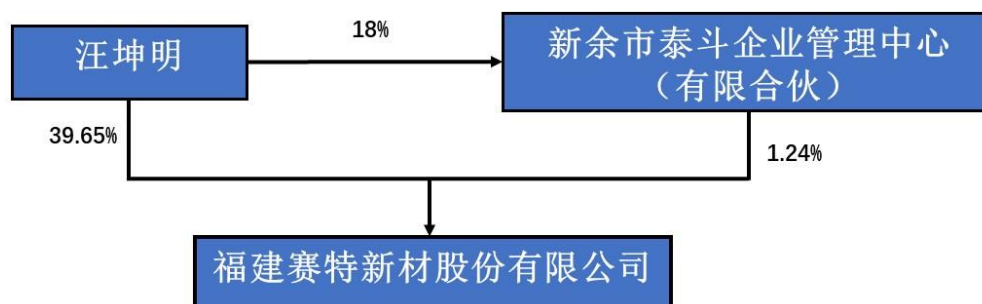 18%
汪坤明
新余市泰斗企业管理中心
（有限合伙）
39.65%
1.24%
福建赛特新材股份有限公司